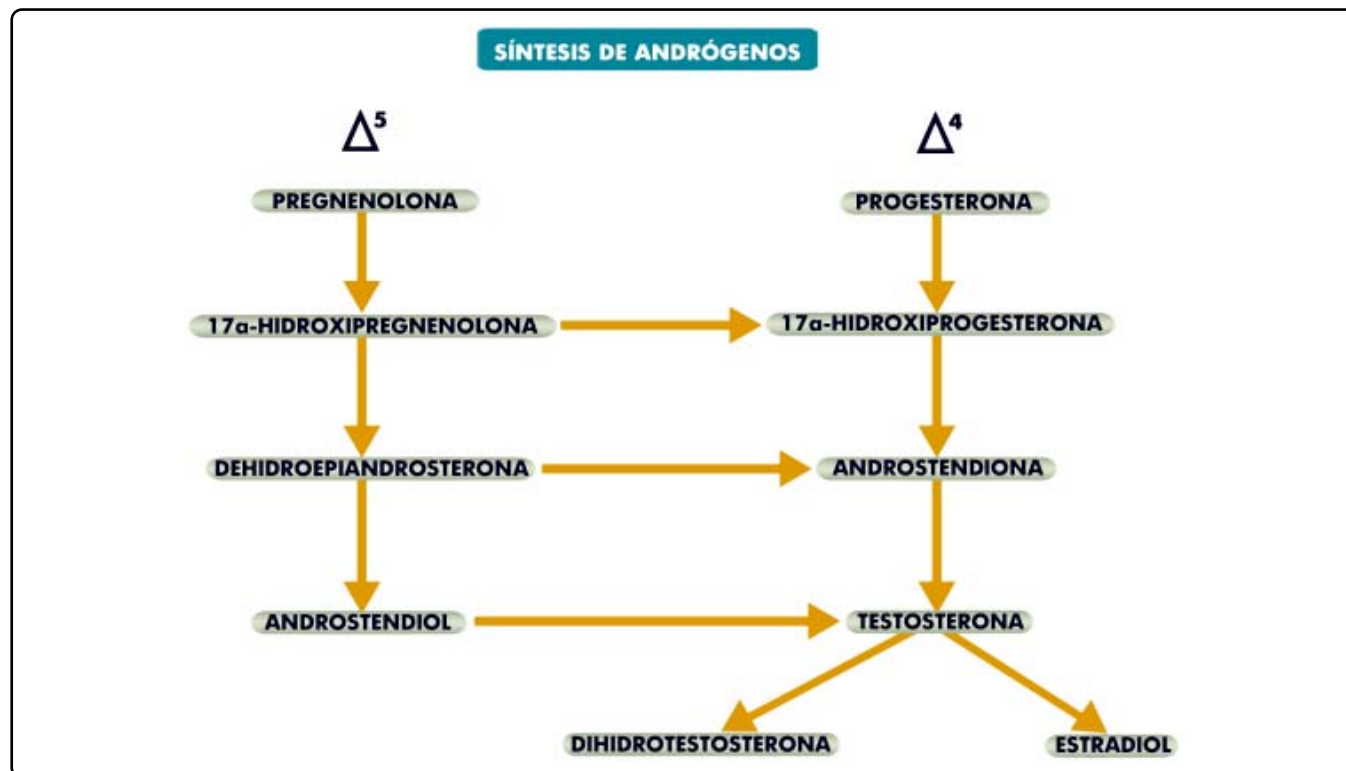 SÍNTESIS DE ANDRÓGENOS
Δ⁵ Δ⁴
PREGNENOLONA PROGESTERONA
17α-HIDROXIPREGNENOLONA 17α-HIDROXIPROGESTERONA
DEHIDROEPIANDROSTERONA ANDROSTENDIONA
ANDROSTENDIOL TESTOSTERONA
DIHIDROTESTOSTERONA ESTRADIOL